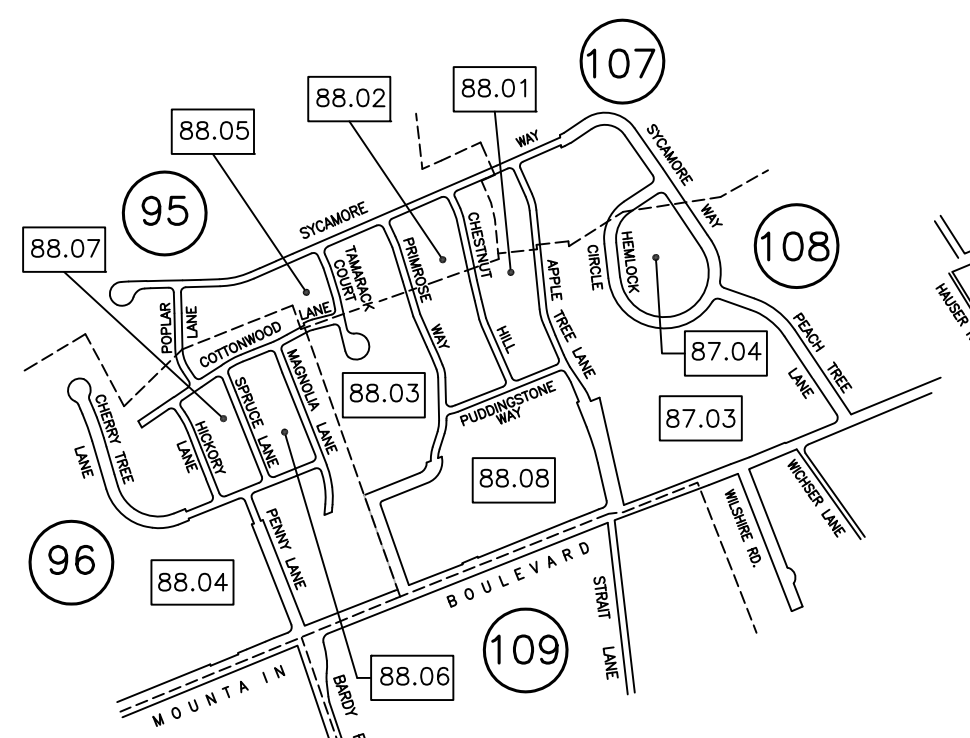 107
88.01
88.02
88.05
WAY
SYCAMORE
WAY
95
SYCAMORE
88.07
108
CHESTNUT
HILL
PRIMROSE
WAY
TAMARACK
COURT
HEMLOCK
CIRCLE
APPLE TREE LANE
POPLAR
LANE
COTTONWOOD
LANE
HAUSER
PEACH TREE
LANE
87.04
MAGNOLIA
LANE
88.03
SPRUCE LANE
CHERRY TREE
LANE
HICKORY
LANE
PUDDINGSTONE
WAY
87.03
88.08
WICHSER LANE
WILSHIRE RD.
PENNY LANE
96
88.04
MOUNTAIN
BOULEVARD
STRAIT
LANE
109
88.06
BARDY